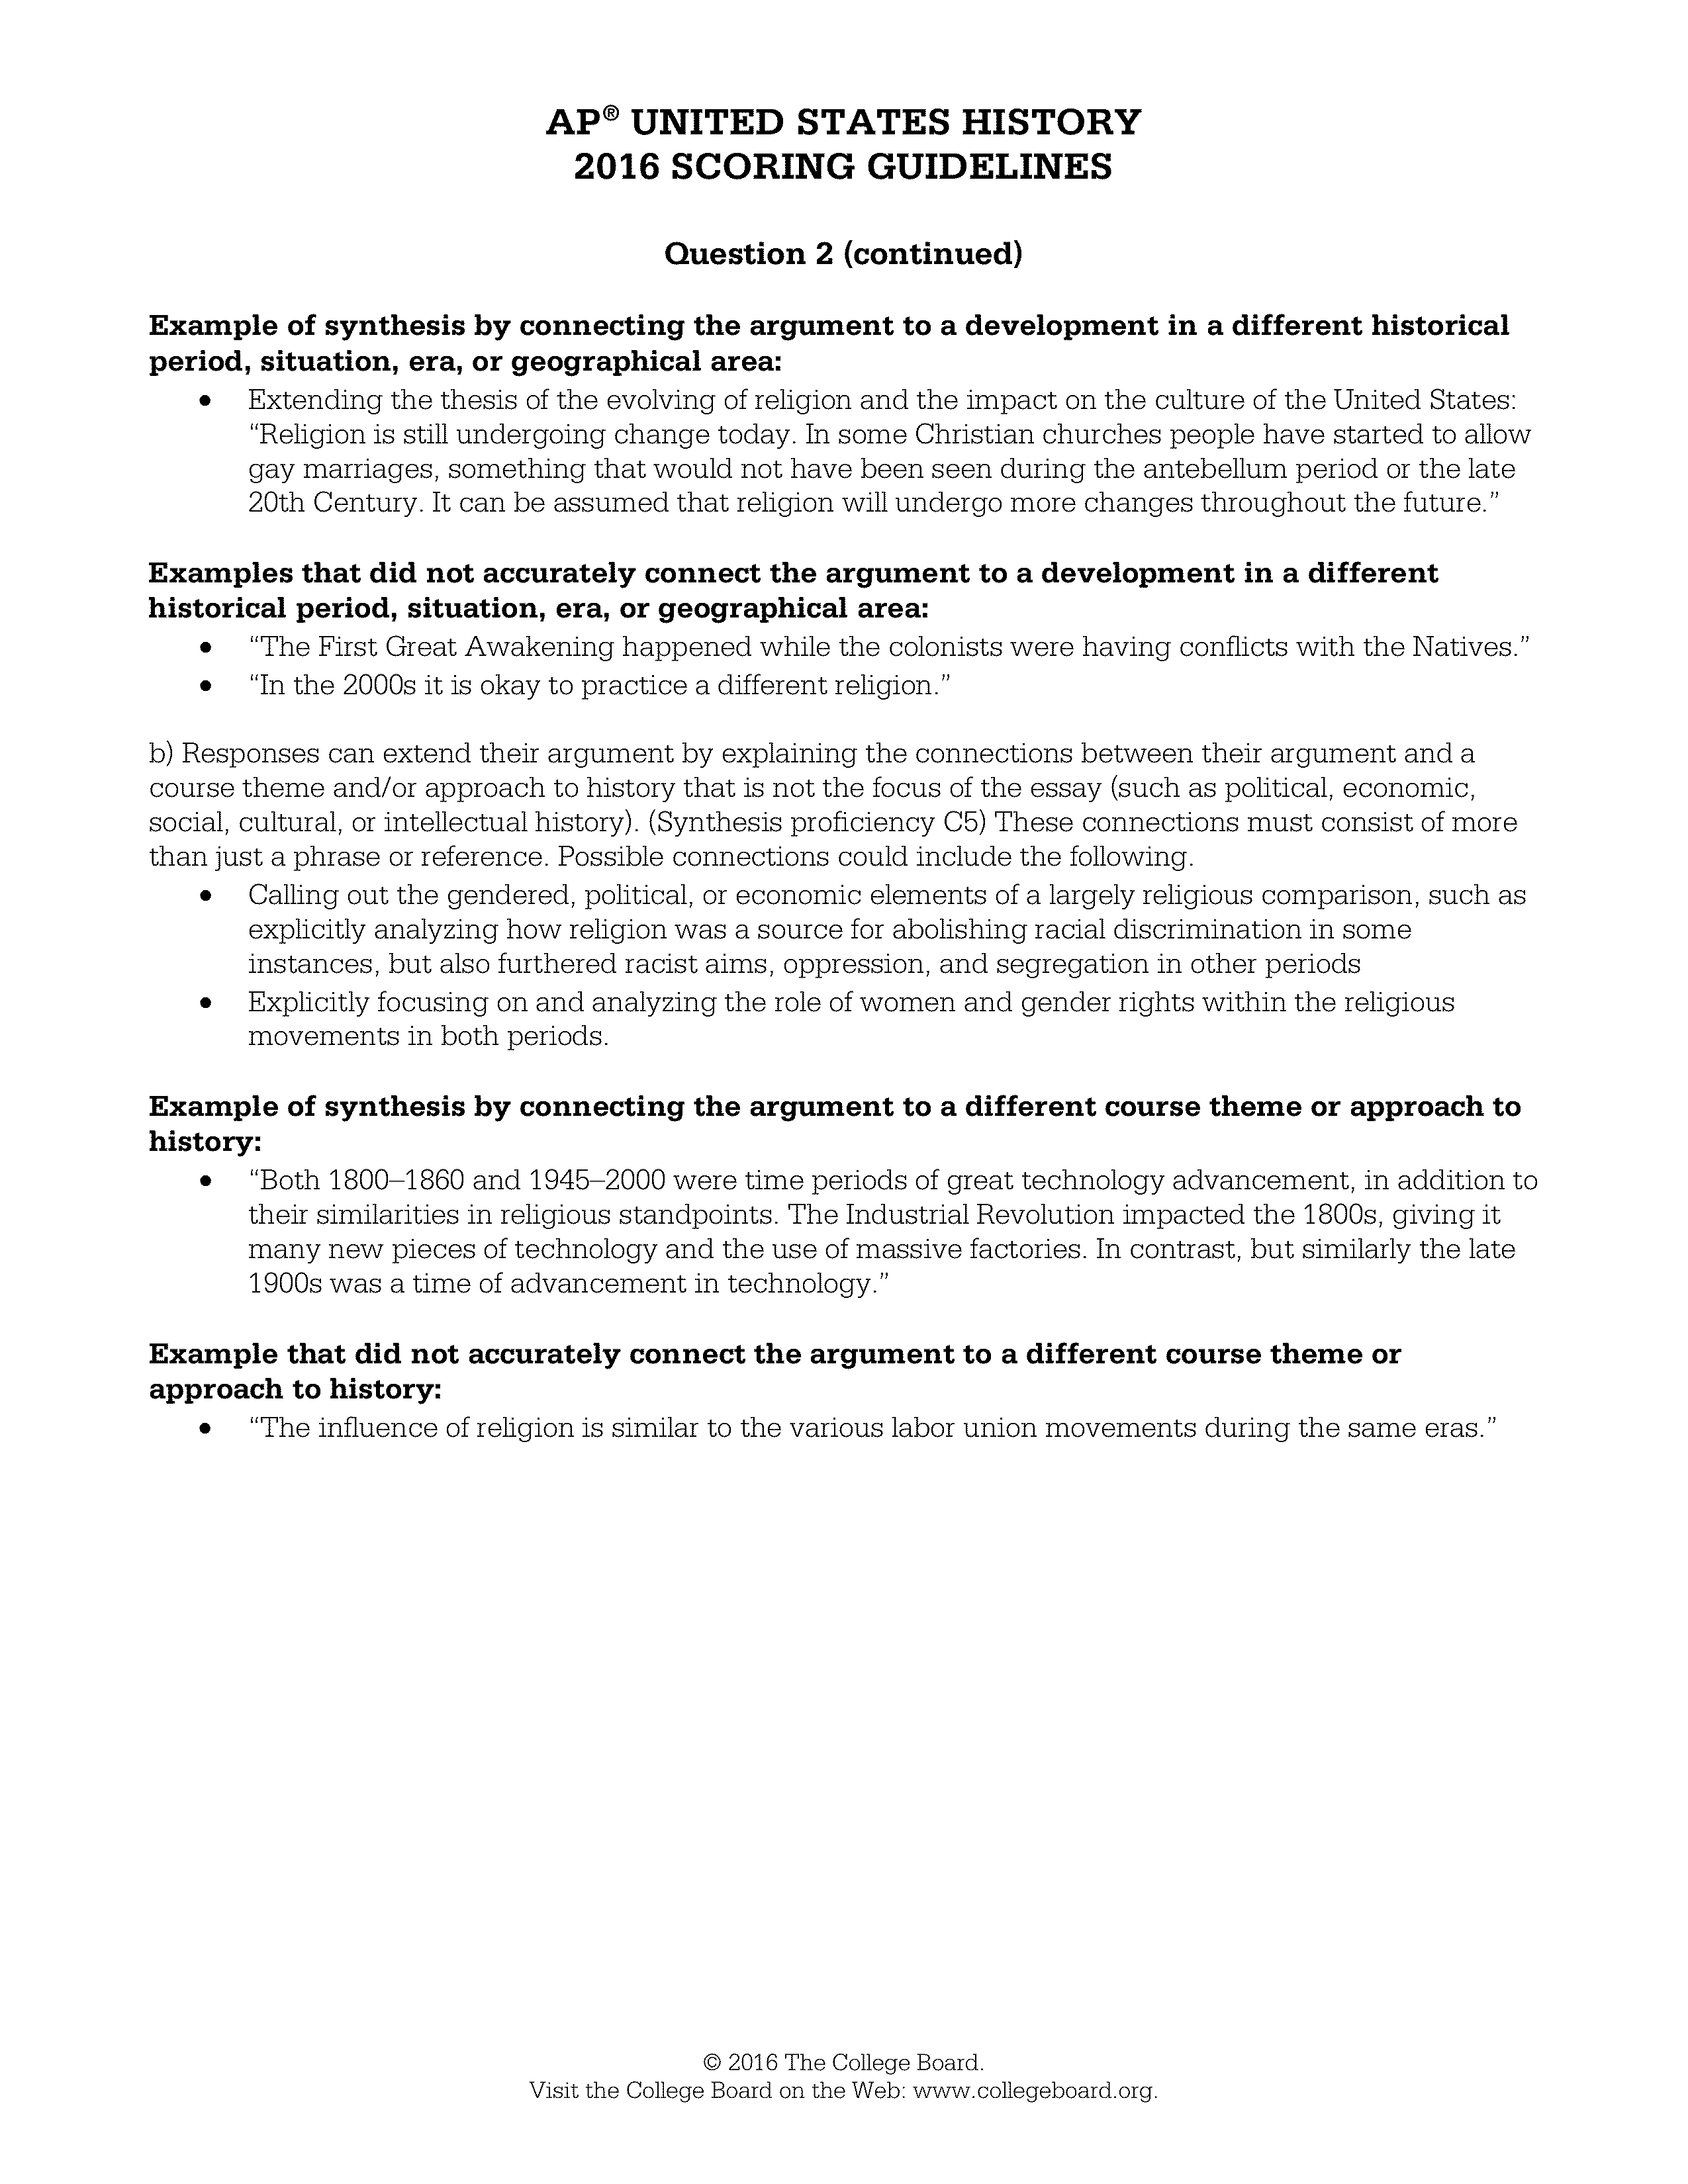 AP® UNITED STATES HISTORY
2016 SCORING GUIDELINES
Question 2 (continued)
Example of synthesis by connecting the argument to a development in a different historical
period, situation, era, or geographical area:
• Extending the thesis of the evolving of religion and the impact on the culture of the United States:
“Religion is still undergoing change today. In some Christian churches people have started to allow
gay marriages, something that would not have been seen during the antebellum period or the late
20th Century. It can be assumed that religion will undergo more changes throughout the future.”
Examples that did not accurately connect the argument to a development in a different
historical period, situation, era, or geographical area:
• “The First Great Awakening happened while the colonists were having conflicts with the Natives.”
• “In the 2000s it is okay to practice a different religion.”
b) Responses can extend their argument by explaining the connections between their argument and a
course theme and/or approach to history that is not the focus of the essay (such as political, economic,
social, cultural, or intellectual history). (Synthesis proficiency C5) These connections must consist of more
than just a phrase or reference. Possible connections could include the following.
• Calling out the gendered, political, or economic elements of a largely religious comparison, such as
explicitly analyzing how religion was a source for abolishing racial discrimination in some
instances, but also furthered racist aims, oppression, and segregation in other periods
• Explicitly focusing on and analyzing the role of women and gender rights within the religious
movements in both periods.
Example of synthesis by connecting the argument to a different course theme or approach to
history:
• “Both 1800–1860 and 1945–2000 were time periods of great technology advancement, in addition to
their similarities in religious standpoints. The Industrial Revolution impacted the 1800s, giving it
many new pieces of technology and the use of massive factories. In contrast, but similarly the late
1900s was a time of advancement in technology.”
Example that did not accurately connect the argument to a different course theme or
approach to history:
• “The influence of religion is similar to the various labor union movements during the same eras.”
© 2016 The College Board.
Visit the College Board on the Web: www.collegeboard.org.